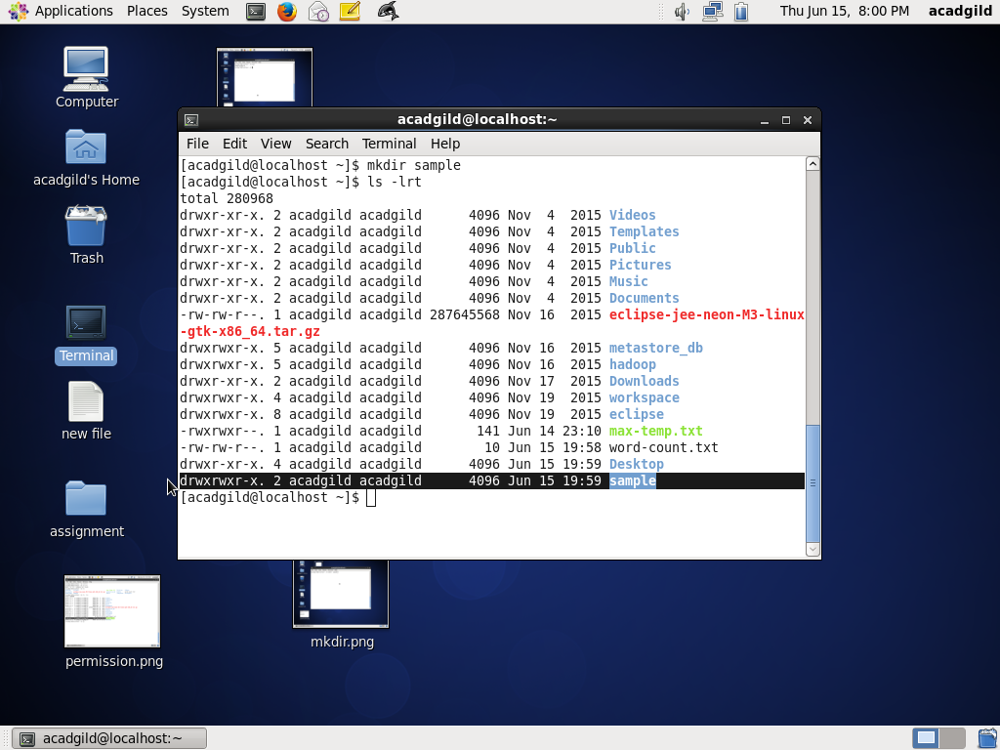 Applications Places System Thu Jun 15, 8:00 PM acadgild
Computer
acadgild's Home
Trash
Terminal
new file
assignment
permission.png
mkdir.png
acadgild@localhost:~
File Edit View Search Terminal Help
[acadgild@localhost ~]$ mkdir sample
[acadgild@localhost ~]$ ls -lrt
total 280968
drwxr-xr-x. 2 acadgild acadgild      4096 Nov  4  2015 Videos
drwxr-xr-x. 2 acadgild acadgild      4096 Nov  4  2015 Templates
drwxr-xr-x. 2 acadgild acadgild      4096 Nov  4  2015 Public
drwxr-xr-x. 2 acadgild acadgild      4096 Nov  4  2015 Pictures
drwxr-xr-x. 2 acadgild acadgild      4096 Nov  4  2015 Music
drwxr-xr-x. 2 acadgild acadgild      4096 Nov  4  2015 Documents
-rw-rw-r--. 1 acadgild acadgild 287645568 Nov 16  2015 eclipse-jee-neon-M3-linux
-gtk-x86_64.tar.gz
drwxrwxr-x. 5 acadgild acadgild      4096 Nov 16  2015 metastore_db
drwxrwxr-x. 5 acadgild acadgild      4096 Nov 16  2015 hadoop
drwxr-xr-x. 2 acadgild acadgild      4096 Nov 17  2015 Downloads
drwxrwxr-x. 4 acadgild acadgild      4096 Nov 19  2015 workspace
drwxrwxr-x. 8 acadgild acadgild      4096 Nov 19  2015 eclipse
-rwxrwxr--. 1 acadgild acadgild       141 Jun 14 23:10 max-temp.txt
-rw-rw-r--. 1 acadgild acadgild        10 Jun 15 19:58 word-count.txt
drwxr-xr-x. 4 acadgild acadgild      4096 Jun 15 19:59 Desktop
drwxrwxr-x. 2 acadgild acadgild      4096 Jun 15 19:59 sample
[acadgild@localhost ~]$
acadgild@localhost:~